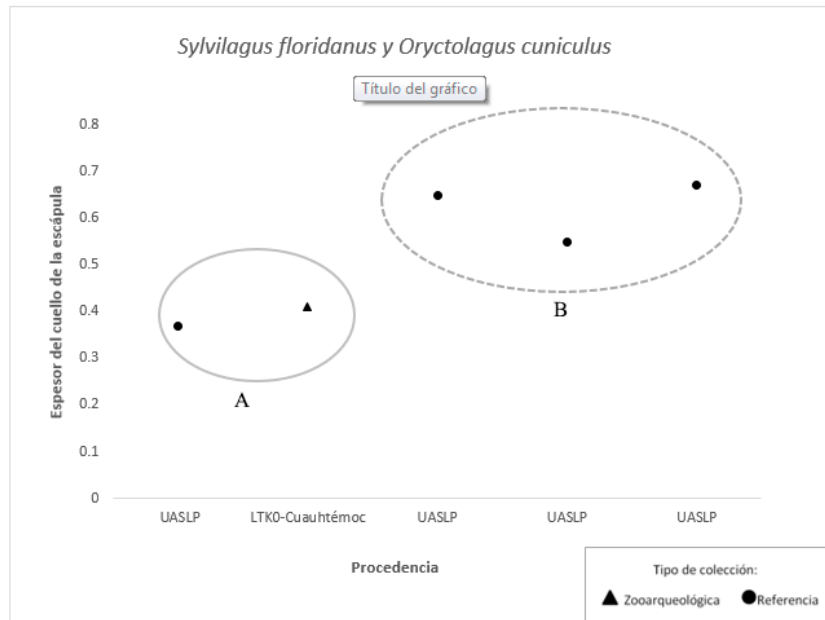 Sylvilagus floridanus y Oryctolagus cuniculus
Título del gráfico
Espesor del cuello de la escápula
0.8
0.7
0.6
0.5
0.4
0.3
0.2
0.1
0
A
B
UASLP LTK0-Cuauhtémoc UASLP UASLP UASLP
Procedencia
Tipo de colección:
Zooarqueológica Referencia